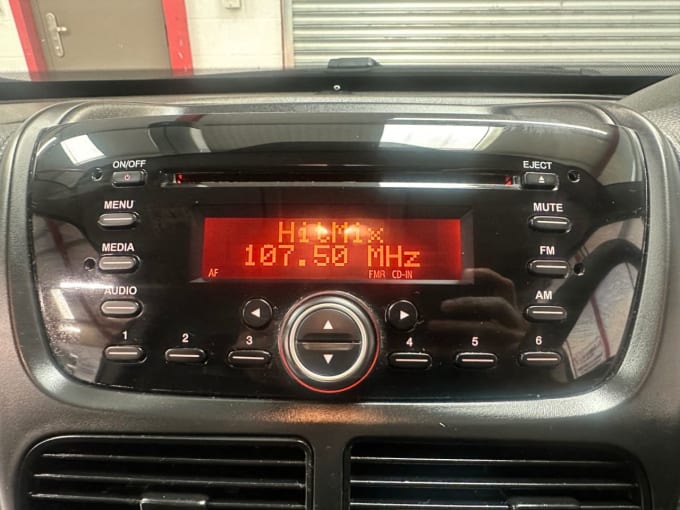 ON/OFF
EJECT
MENU
MUTE
HitMix
107.50 MHz
AF
FMA CD-IN
MEDIA
FM
AUDIO
AM
1
2
3
4
5
6